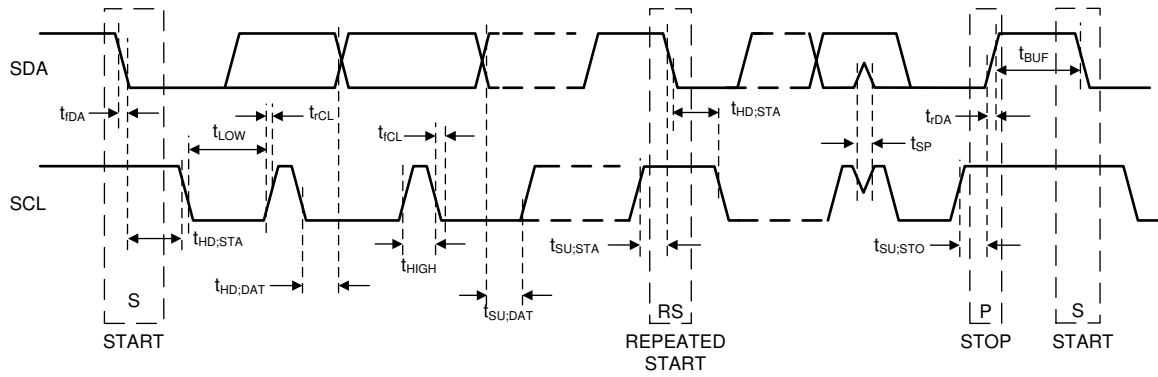 SDA
t_fDA
t_LOW
t_rCL
t_fCL
t_HD;STA
t_SP
t_rDA
t_BUF
SCL
t_HD;STA
t_HD;DAT
t_HIGH
t_SU;DAT
t_SU;STA
t_SU;STO
S
RS
P
S
START
REPEATED
START
STOP
START